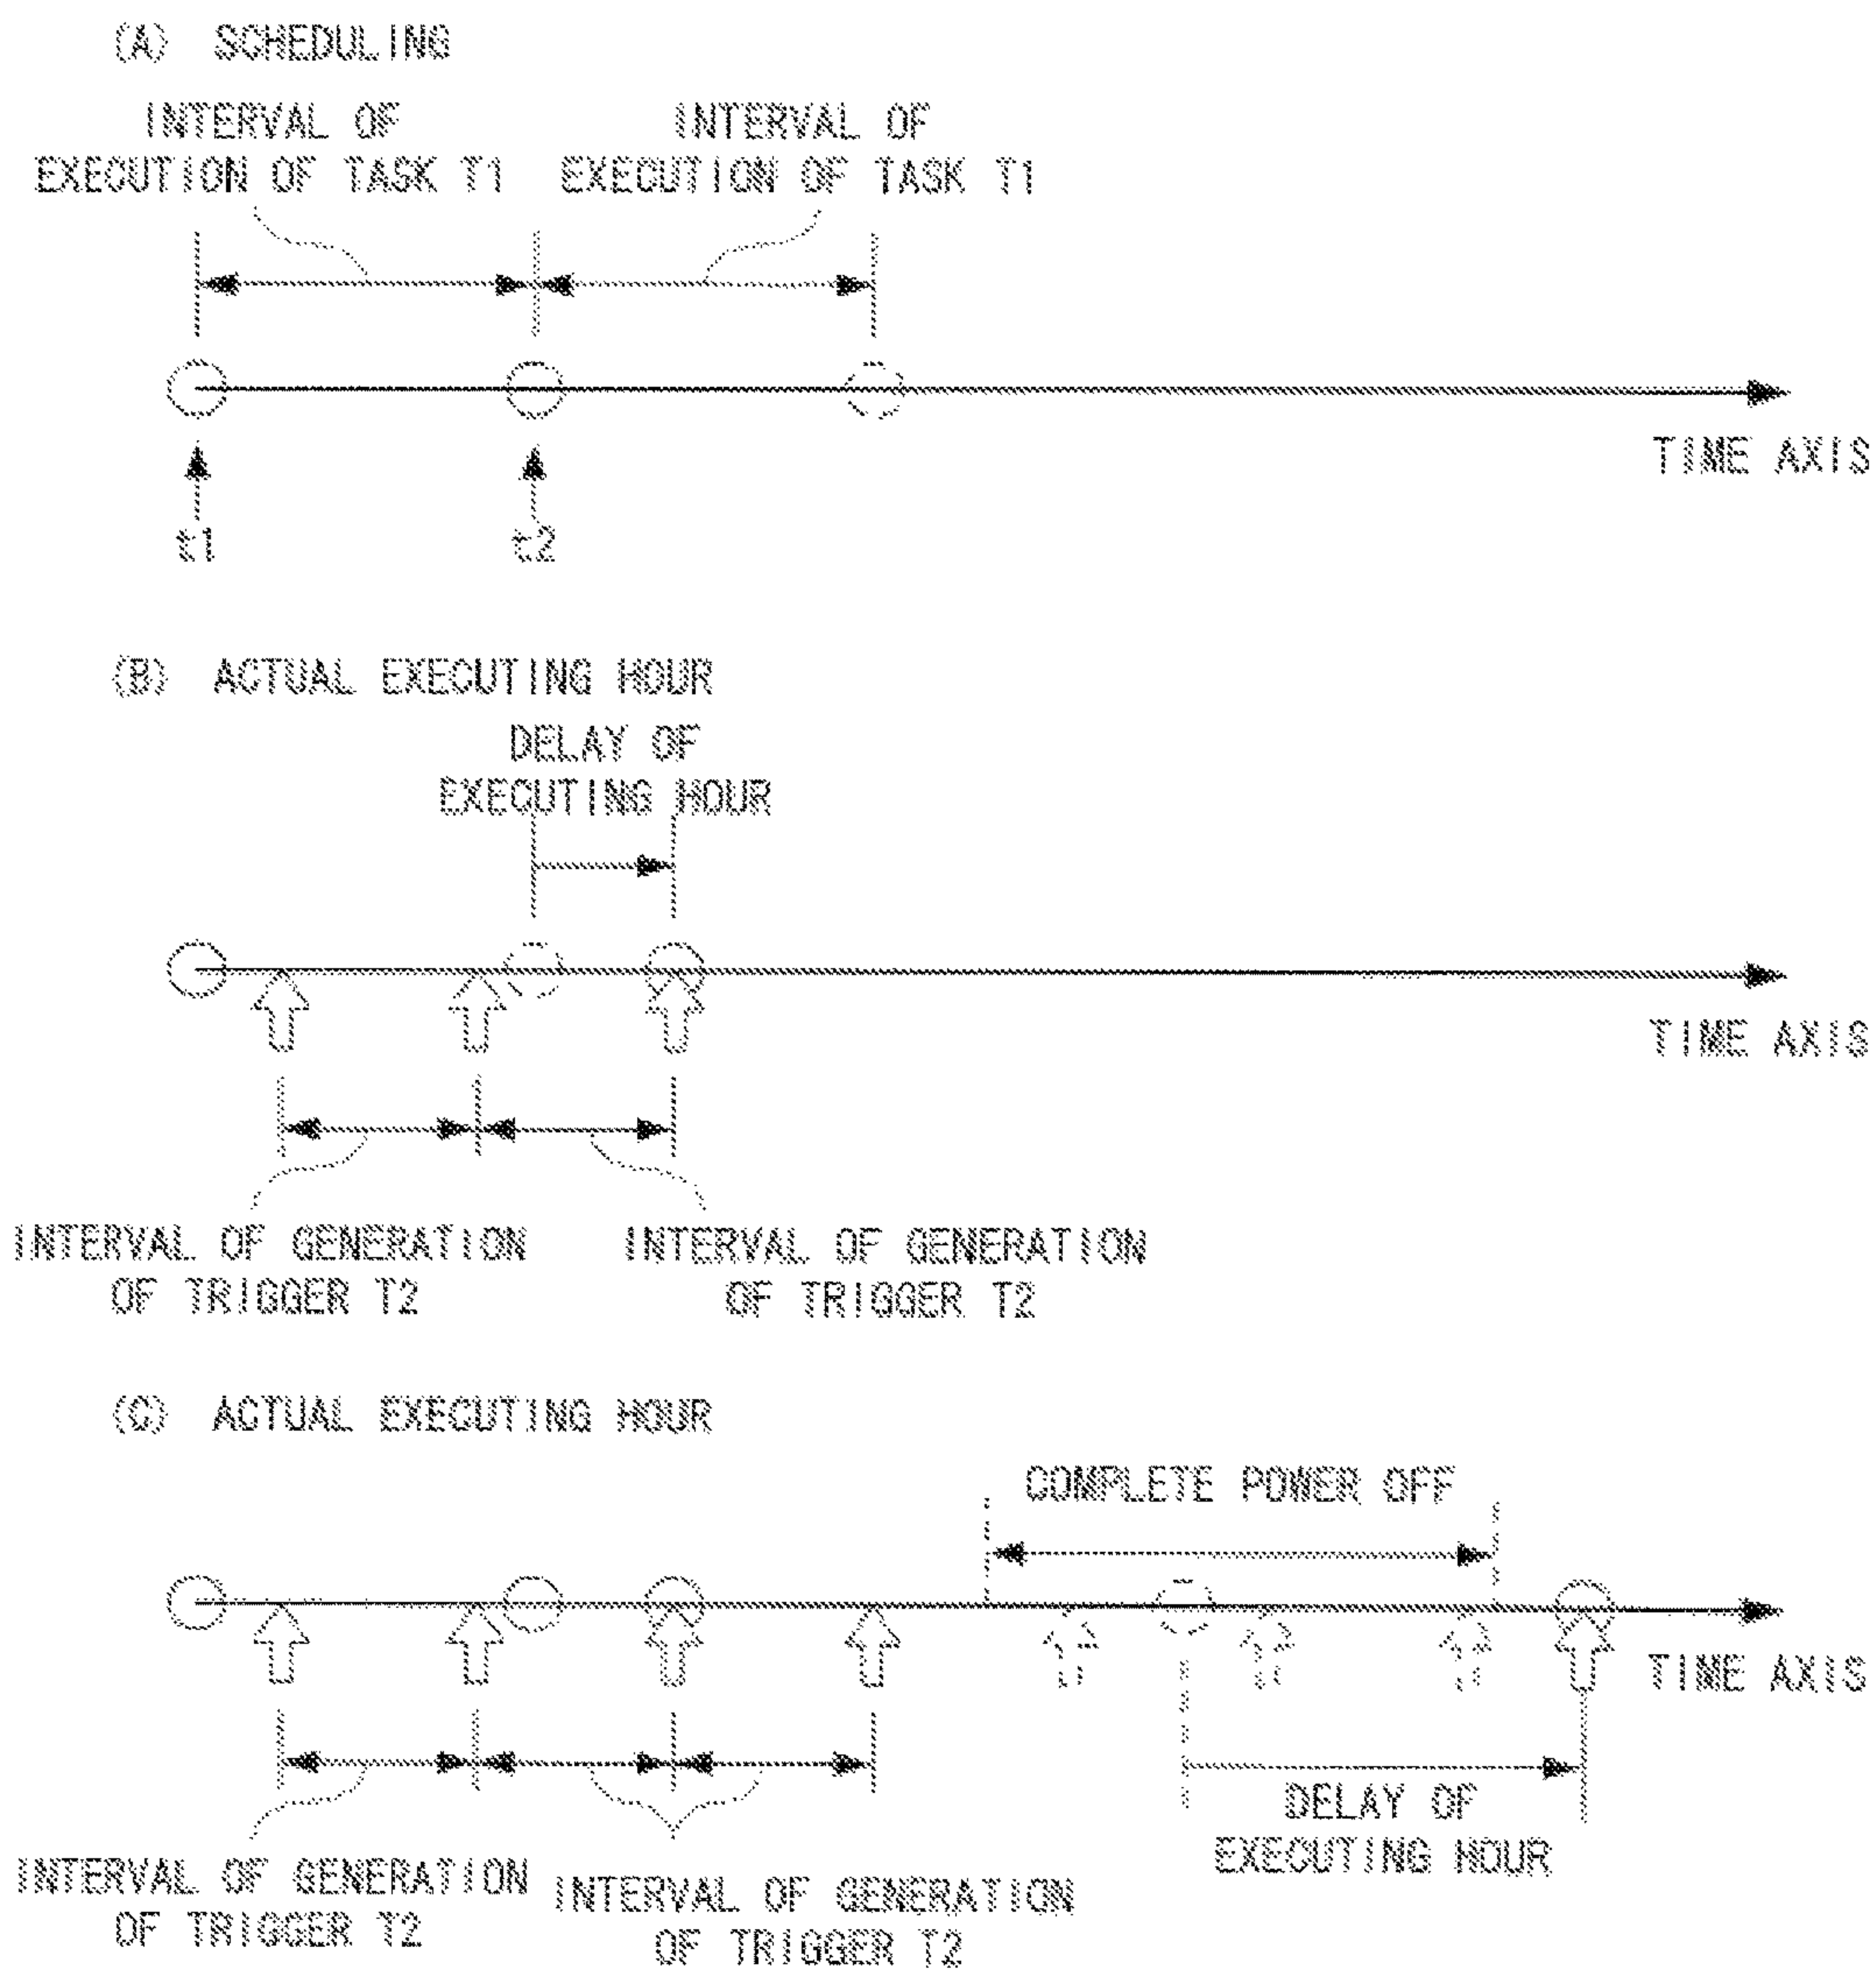 (A) SCHEDULING
INTERVAL OF
EXECUTION OF TASK T1
INTERVAL OF
EXECUTION OF TASK T1
TIME AXIS
t1
t2
(B) ACTUAL EXECUTING HOUR
DELAY OF
EXECUTING HOUR
TIME AXIS
INTERVAL OF GENERATION
OF TRIGGER T2
INTERVAL OF GENERATION
OF TRIGGER T2
(C) ACTUAL EXECUTING HOUR
COMPLETE POWER OFF
TIME AXIS
DELAY OF
EXECUTING HOUR
INTERVAL OF GENERATION
OF TRIGGER T2
INTERVAL OF GENERATION
OF TRIGGER T2